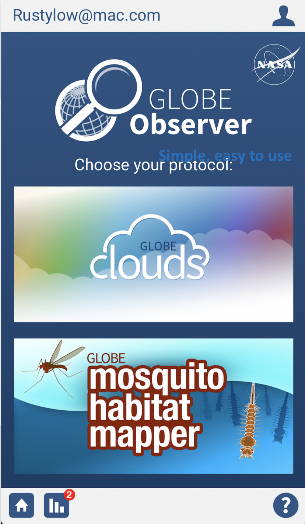 Rustylow@mac.com
NASA
GLOBE
Observer
Simple, easy to use
Choose your protocol:
GLOBE
clouds
GLOBE
mosquito
habitat
mapper
2
?